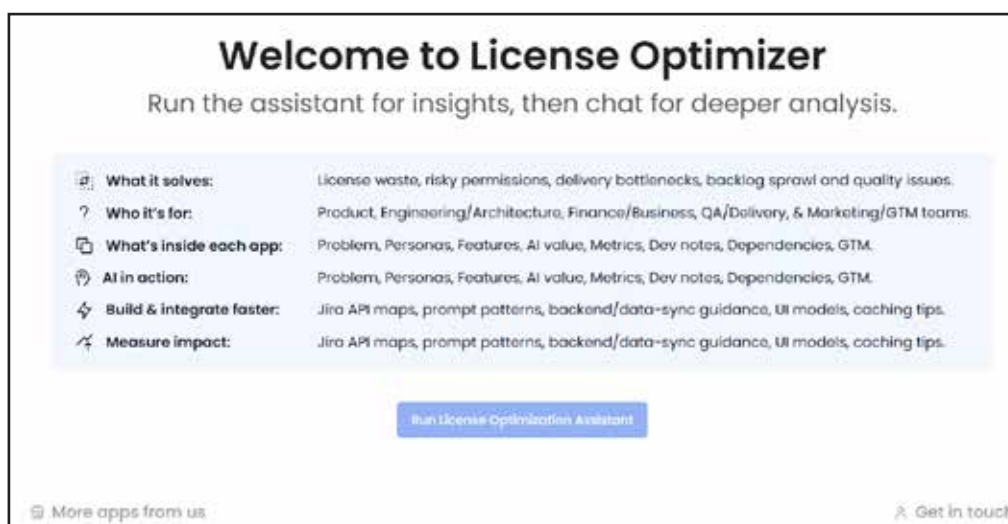 Welcome to License Optimizer
Run the assistant for insights, then chat for deeper analysis.
What it solves: License waste, risky permissions, delivery bottlenecks, backlog sprawl and quality issues.
Who it's for: Product, Engineering/Architecture, Finance/Business, QA/Delivery, & Marketing/GTM teams.
What's inside each app: Problem, Personas, Features, AI value, Metrics, Dev notes, Dependencies, GTM.
AI in action: Problem, Personas, Features, AI value, Metrics, Dev notes, Dependencies, GTM.
Build & integrate faster: Jira API maps, prompt patterns, backend/data-sync guidance, UI models, caching tips.
Measure impact: Jira API maps, prompt patterns, backend/data-sync guidance, UI models, caching tips.
Run License Optimization Assistant
More apps from us
Get in touch